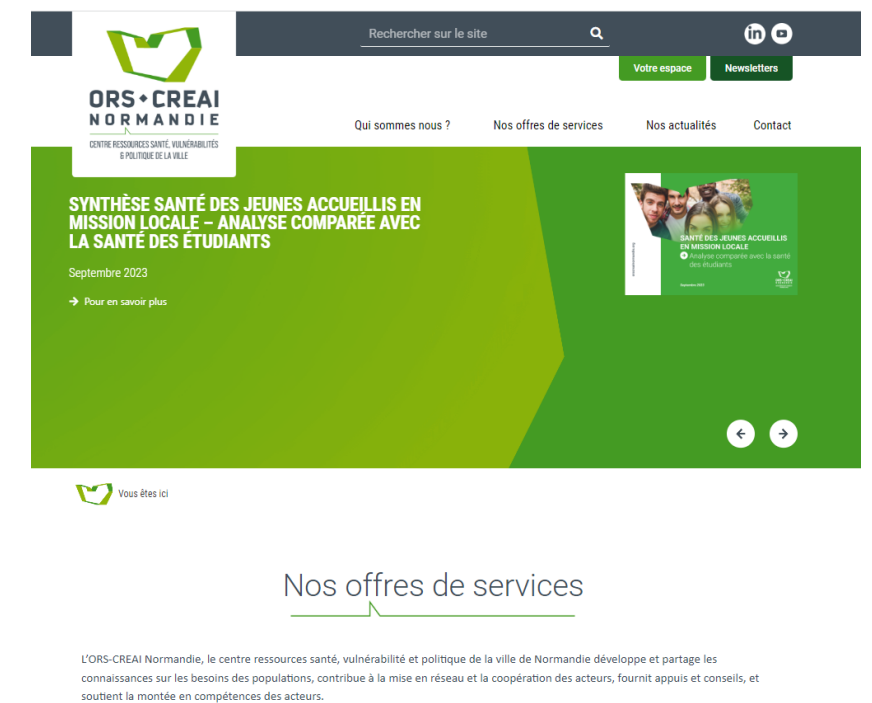 Rechercher sur le site
in
Votre espace
Newsletters
ORS CREAI
NORMANDIE
CENTRE RESSOURCES SANTÉ, VULNÉRABILITÉS
& POLITIQUE DE LA VILLE
Qui sommes nous ?
Nos offres de services
Nos actualités
Contact
SYNTHÈSE SANTÉ DES JEUNES ACCUEILLIS EN
MISSION LOCALE – ANALYSE COMPARÉE AVEC
LA SANTÉ DES ÉTUDIANTS
Septembre 2023
Pour en savoir plus
SANTÉ DES JEUNES ACCUEILLIS
EN MISSION LOCALE
Analyse comparée avec la santé
des étudiants
Septembre 2023
Vous êtes ici
Nos offres de services
L'ORS-CREAI Normandie, le centre ressources santé, vulnérabilité et politique de la ville de Normandie développe et partage les
connaissances sur les besoins des populations, contribue à la mise en réseau et la coopération des acteurs, fournit appuis et conseils, et
soutient la montée en compétences des acteurs.